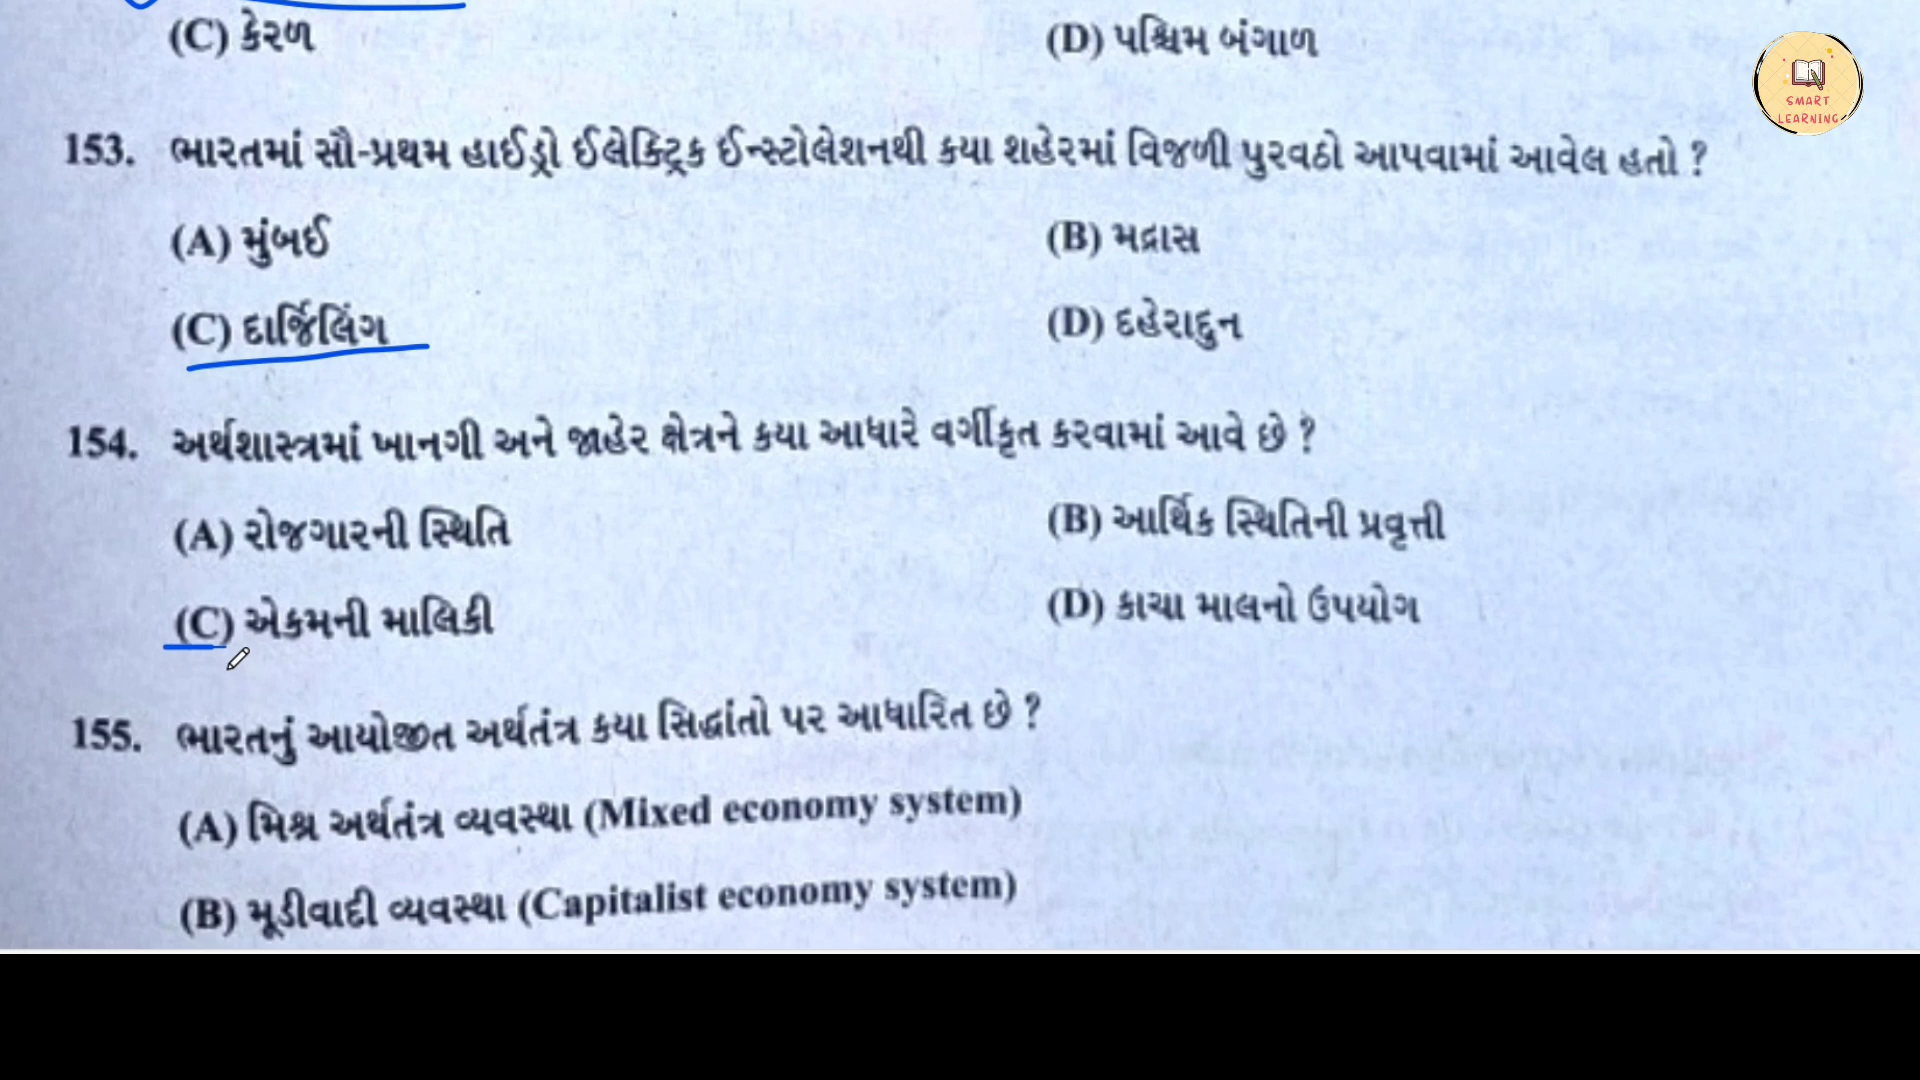 (C) કેરળ (D) પશ્ચિમ બંગાળ
SMART
LEARNING
153. ભારતમાં સૌ-પ્રથમ હાઈડ્રો ઈલેક્ટ્રિક ઈન્સ્ટોલેશનથી કયા શહેરમાં વિજળી પુરવઠો આપવામાં આવેલ હતો ?
(A) મુંબઈ (B) મદ્રાસ
(C) દાર્જિલિંગ (D) દહેરાદુન
154. અર્થશાસ્ત્રમાં ખાનગી અને જાહેર ક્ષેત્રને કયા આધારે વર્ગીકૃત કરવામાં આવે છે ?
(A) રોજગારની સ્થિતિ (B) આર્થિક સ્થિતિની પ્રવૃત્તી
(C) એકમની માલિકી (D) કાચા માલનો ઉપયોગ
155. ભારતનું આયોજીત અર્થતંત્ર કયા સિદ્ધાંતો પર આધારિત છે ?
(A) મિશ્ર અર્થતંત્ર વ્યવસ્થા (Mixed economy system)
(B) મૂડીવાદી વ્યવસ્થા (Capitalist economy system)